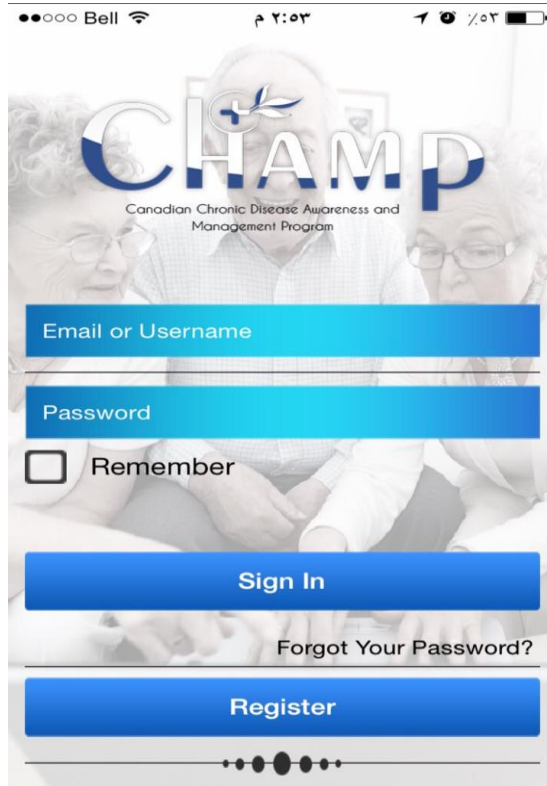 Bell
٢:٥٣ م
٪٥٣
CHAMP
Canadian Chronic Disease Awareness and
Management Program
Email or Username
Password
Remember
Sign In
Forgot Your Password?
Register